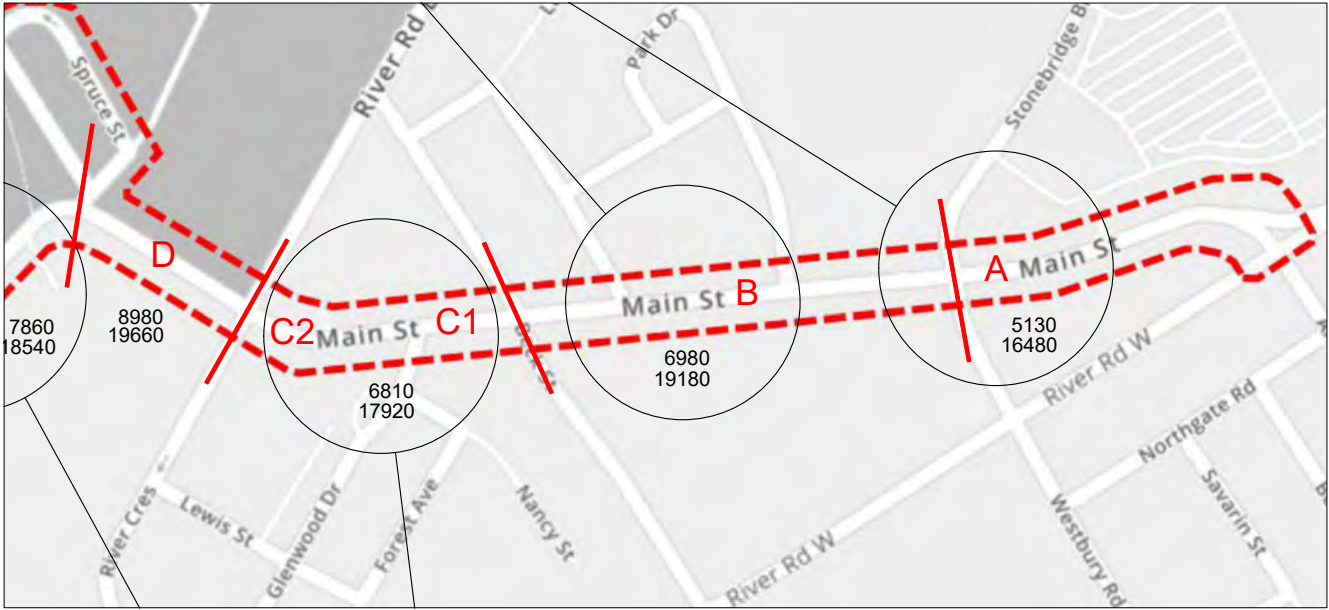 River Rd
Park Dr
Stonebridge B
Spruce St
D
8980
19660
7860
18540
C2
Main St
C1
6810
17920
Main St
B
6980
19180
A
Main St
5130
16480
River Rd W
Northgate Rd
Savarin St
Westbury Rd
River Rd W
Nancy St
Forest Ave
Glenwood Dr
Lewis St
River Cres